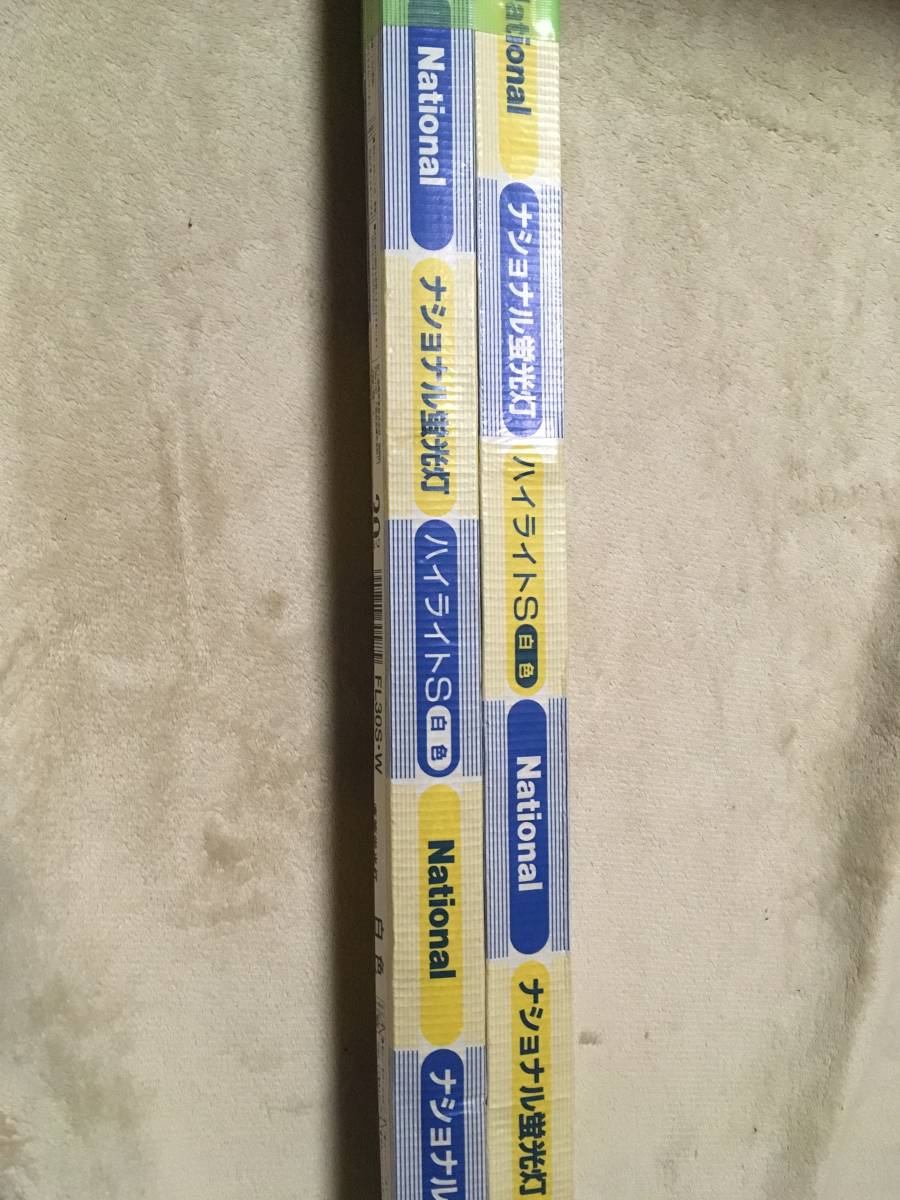 National
ナショナル蛍光灯
ハイライトS 白色
National
ナショナル
National
ナショナル蛍光灯
ハイライトS 白色
National
ナショナル蛍光灯
FL30S・W
白色